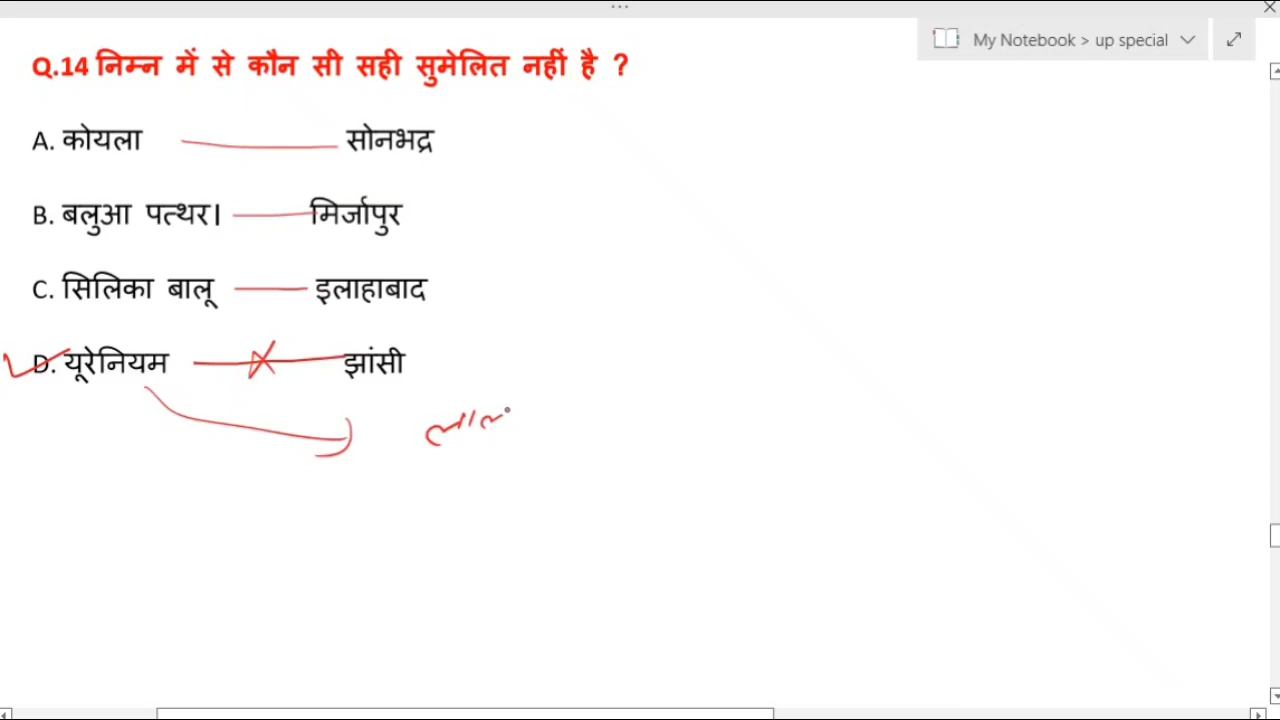 My Notebook > up special
Q.14 निम्न में से कौन सी सही सुमेलित नहीं है ?
A. कोयला सोनभद्र
B. बलुआ पत्थर। मिर्जापुर
C. सिलिका बालू इलाहाबाद
D. यूरेनियम झांसी